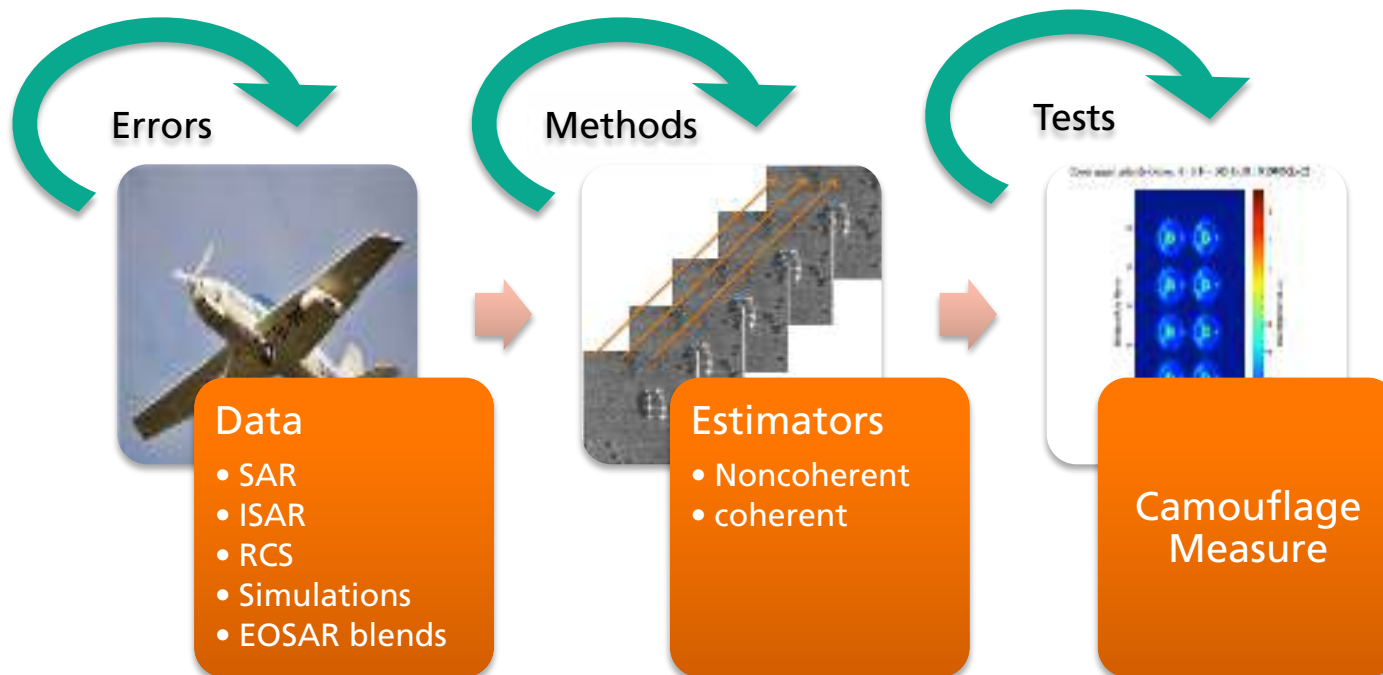 Errors
Methods
Tests
Data
• SAR
• ISAR
• RCS
• Simulations
• EOSAR blends
Estimators
• Noncoherent
• coherent
Camouflage
Measure